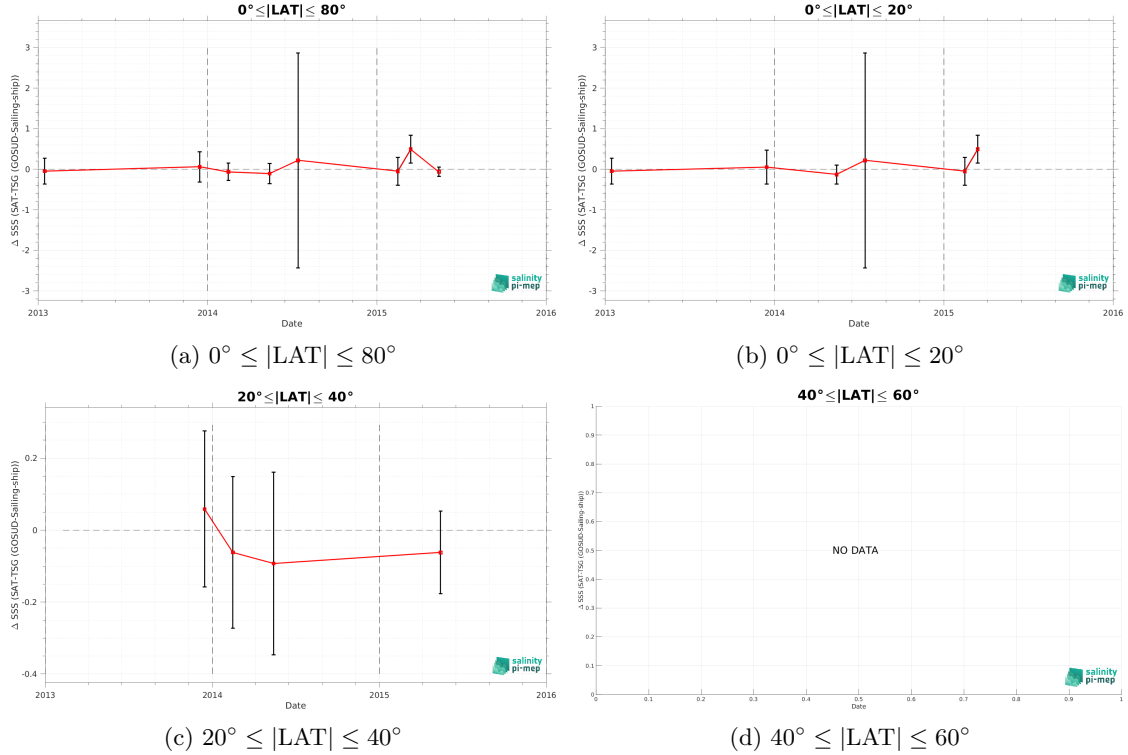 0°≤|LAT|≤ 80°
Δ SSS (SAT-TSG (GOSUD-Sailing-ship))
3
2
1
0
-1
-2
-3
2013
2014
2015
2016
Date
salinity
pi-mep
(a) 0° ≤ |LAT| ≤ 80°
0°≤|LAT|≤ 20°
Δ SSS (SAT-TSG (GOSUD-Sailing-ship))
3
2
1
0
-1
-2
-3
2013
2014
2015
2016
Date
salinity
pi-mep
(b) 0° ≤ |LAT| ≤ 20°
20°≤|LAT|≤ 40°
Δ SSS (SAT-TSG (GOSUD-Sailing-ship))
0.2
0
-0.2
-0.4
2013
2014
2015
2016
Date
salinity
pi-mep
(c) 20° ≤ |LAT| ≤ 40°
40°≤|LAT|≤ 60°
Δ SSS (SAT-TSG (GOSUD-Sailing-ship))
1
0.9
0.8
0.7
0.6
0.5
0.4
0.3
0.2
0.1
0
NO DATA
0 0.1 0.2 0.3 0.4 0.5 0.6 0.7 0.8 0.9 1
Date
salinity
pi-mep
(d) 40° ≤ |LAT| ≤ 60°